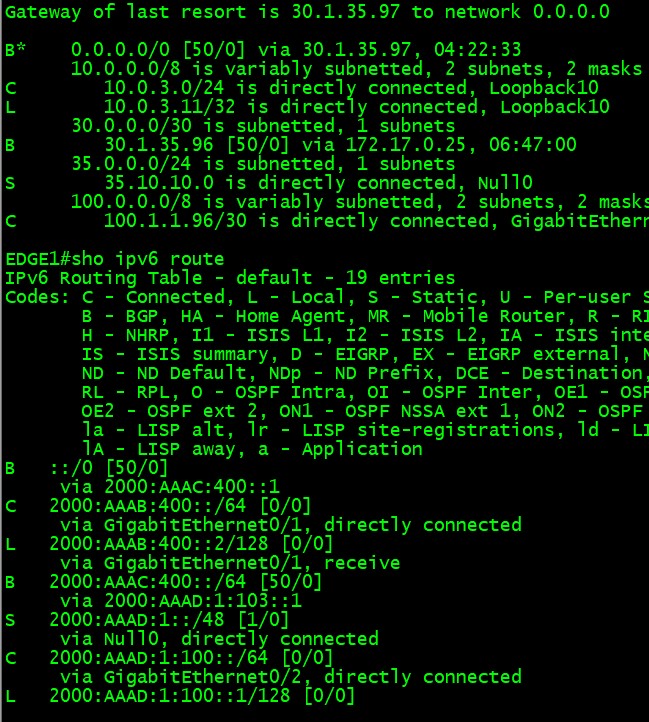 Gateway of last resort is 30.1.35.97 to network 0.0.0.0
B* 0.0.0.0/0 [50/0] via 30.1.35.97, 04:22:33
10.0.0.0/8 is variably subnetted, 2 subnets, 2 masks
C 10.0.3.0/24 is directly connected, Loopback10
L 10.0.3.11/32 is directly connected, Loopback10
30.0.0.0/30 is subnetted, 1 subnets
B 30.1.35.96 [50/0] via 172.17.0.25, 06:47:00
35.0.0.0/24 is subnetted, 1 subnets
S 35.10.10.0 is directly connected, Null0
100.0.0.0/8 is variably subnetted, 2 subnets, 2 masks
C 100.1.1.96/30 is directly connected, GigabitEthern
EDGE1#sho ipv6 route
IPv6 Routing Table - default - 19 entries
Codes: C - Connected, L - Local, S - Static, U - Per-user S
B - BGP, HA - Home Agent, MR - Mobile Router, R - RI
H - NHRP, I1 - ISIS L1, I2 - ISIS L2, IA - ISIS inte
IS - ISIS summary, D - EIGRP, EX - EIGRP external, N
ND - ND Default, NDp - ND Prefix, DCE - Destination,
RL - RPL, O - OSPF Intra, OI - OSPF Inter, OE1 - OSP
OE2 - OSPF ext 2, ON1 - OSPF NSSA ext 1, ON2 - OSPF
la - LISP alt, lr - LISP site-registrations, ld - LI
lA - LISP away, a - Application
B ::/0 [50/0]
via 2000:AAAC:400::1
C 2000:AAAB:400::/64 [0/0]
via GigabitEthernet0/1, directly connected
L 2000:AAAB:400::2/128 [0/0]
via GigabitEthernet0/1, receive
B 2000:AAAC:400::/64 [50/0]
via 2000:AAAD:1:103::1
S 2000:AAAD:1::/48 [1/0]
via Null0, directly connected
C 2000:AAAD:1:100::/64 [0/0]
via GigabitEthernet0/2, directly connected
L 2000:AAAD:1:100::1/128 [0/0]